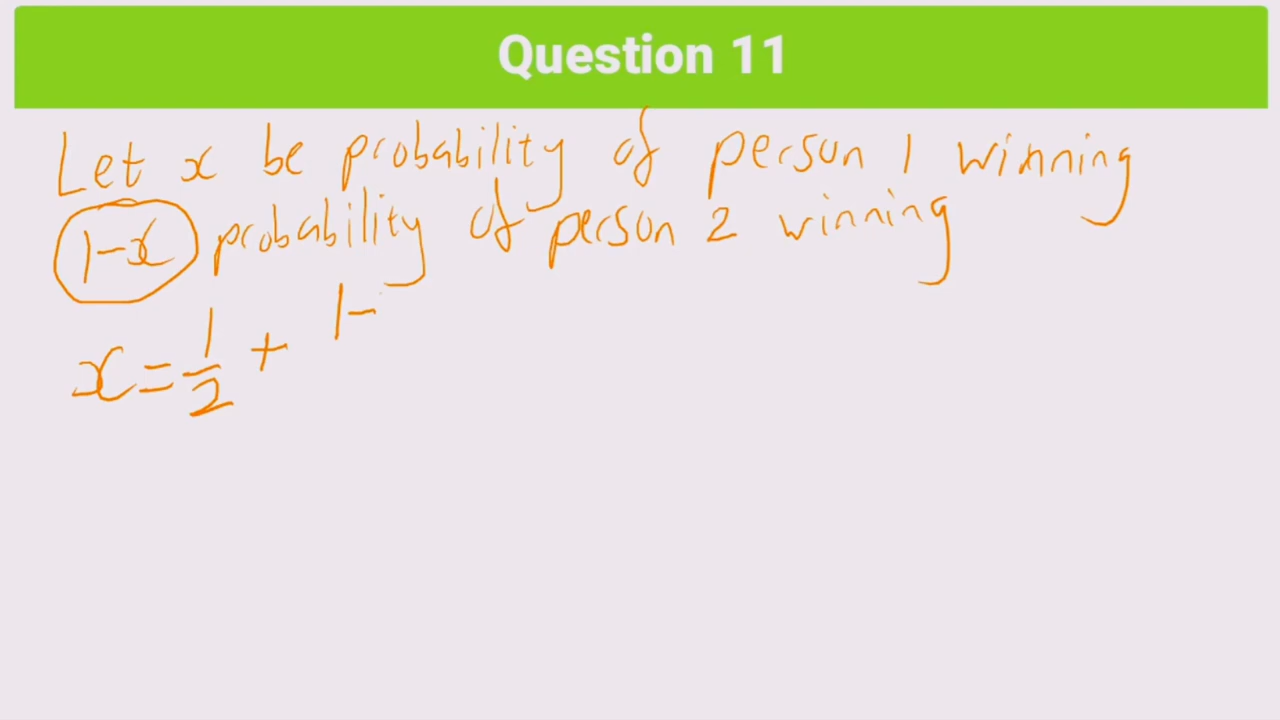 Question 11
Let x be probability of person 1 winning
1-x probability of person 2 winning
x = 1/2 + 1-